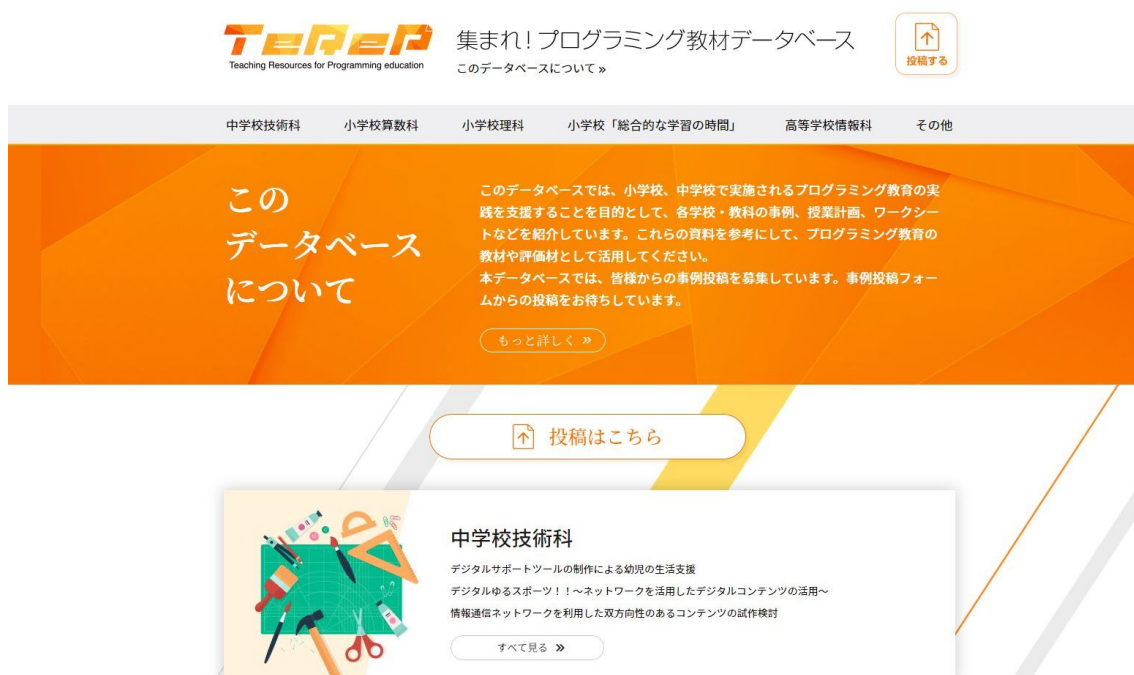 TeReP
Teaching Resources for Programming education
集まれ！プログラミング教材データベース
このデータベースについて »
投稿する
中学校技術科 小学校算数科 小学校理科 小学校「総合的な学習の時間」 高等学校情報科 その他
この
データベース
について
このデータベースでは、小学校、中学校で実施されるプログラミング教育の実
践を支援することを目的として、各学校・教科の事例、授業計画、ワークシー
トなどを紹介しています。これらの資料を参考にして、プログラミング教育の
教材や評価材として活用してください。
本データベースでは、皆様からの事例投稿を募集しています。事例投稿フォー
ムからの投稿をお待ちしています。
もっと詳しく »
投稿はこちら
中学校技術科
デジタルサポートツールの制作による幼児の生活支援
デジタルゆるスポーツ！！～ネットワークを活用したデジタルコンテンツの活用～
情報通信ネットワークを利用した双方向性のあるコンテンツの試作検討
すべて見る »